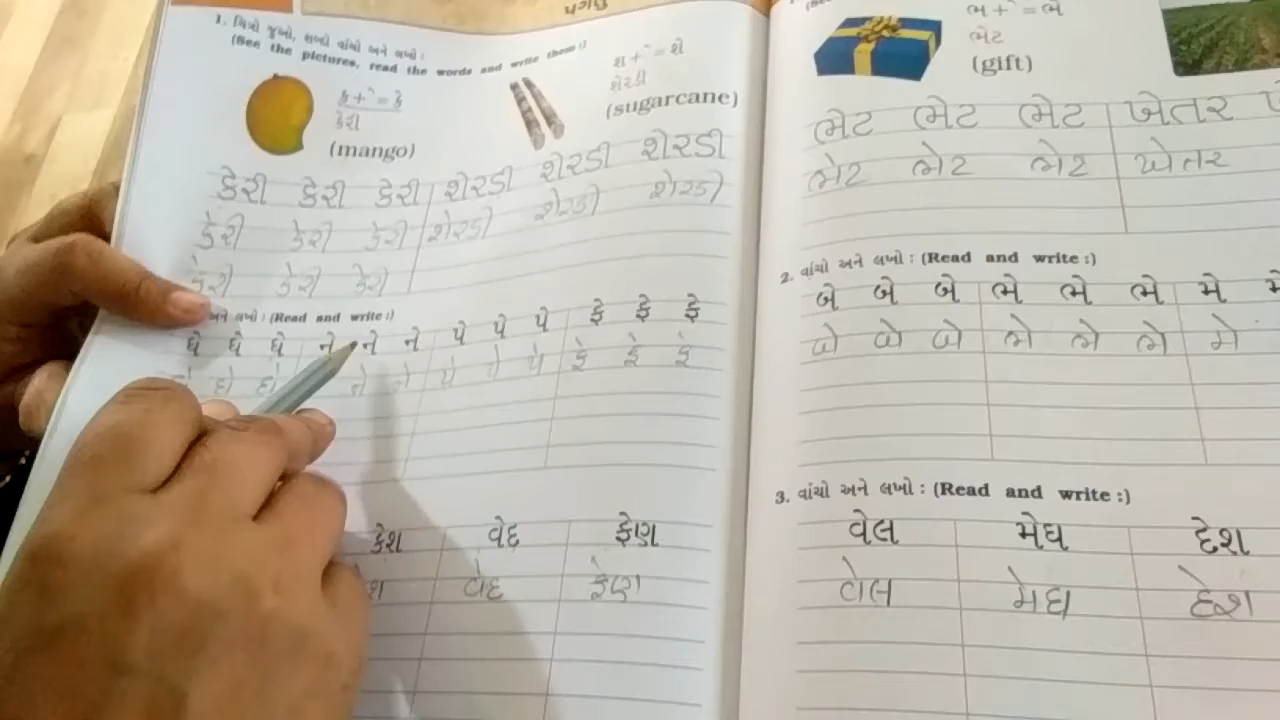 1. ચિત્રો જુઓ, શબ્દો વાંચો અને લખો :
(See the pictures, read the words and write them :)
ક + ે = કે
કેરી
(mango)
શ + ે = શે
શેરડી
(sugarcane)
કેરી કેરી કેરી શેરડી શેરડી શેરડી
કેરી કેરી કેરી શેરડી શેરડી શેરડી
કેરી કેરી કેરી
અને લખો : (Read and write :)
ઘે ઘે ઘે ને ને ને પે પે પે ફે ફે ફે
ઘે ઘે ને ને પે પે પે ફે ફે ફે
કેશ વેદ ફેણ
શ વેદ ફેણ
ભ + ે = ભે
ભેટ
(gift)
ભેટ ભેટ ભેટ ખેતર
ભેટ ભેટ ભેટ ખેતર
2. વાંચો અને લખો : (Read and write :)
બે બે બે ભે ભે ભે મે મે
બે બે બે ભે ભે ભે મે
3. વાંચો અને લખો : (Read and write :)
વેલ મેઘ દેશ
વેલ મેઘ દેશ